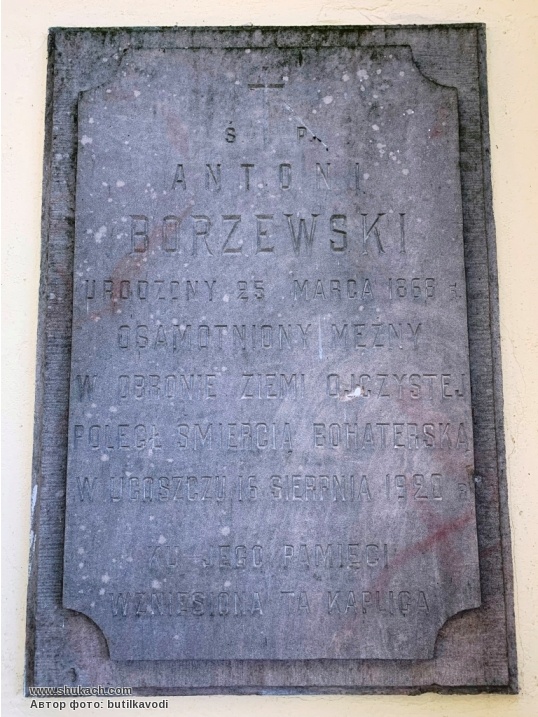 Ś P.
ANTONI
BORZEWSKI
URODZONY 25 MARCA 1868 R.
OSAMOTNIONY MĘŻNY
W OBRONIE ZIEMI OJCZYSTEJ
POLEGŁ ŚMIERCIĄ BOHATERSKĄ
W UGOSZCZU 16 SIERPNIA 1920 R.
KU JEGO PAMIĘCI
WZNIESIONA TA KAPLICA
www.shukach.com
Автор фото: butilkavodi